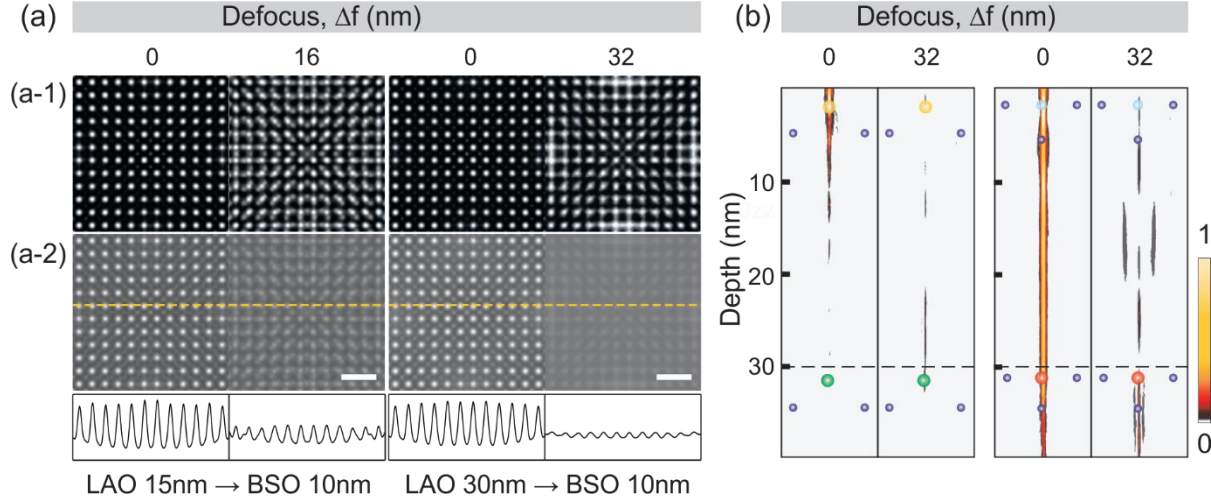 (a)
Defocus, Δf (nm)
0 16 0 32
(a-1)
(a-2)
LAO 15nm → BSO 10nm LAO 30nm → BSO 10nm
(b)
Defocus, Δf (nm)
0 32 0 32
Depth (nm)
10
20
30
1
0